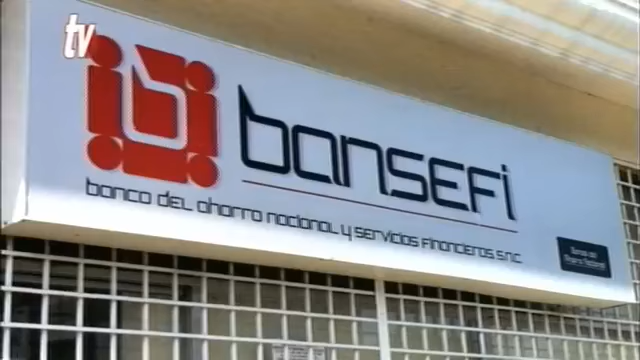 tv
bansefi
banco del ahorro nacional y servicios financieros s.n.c.